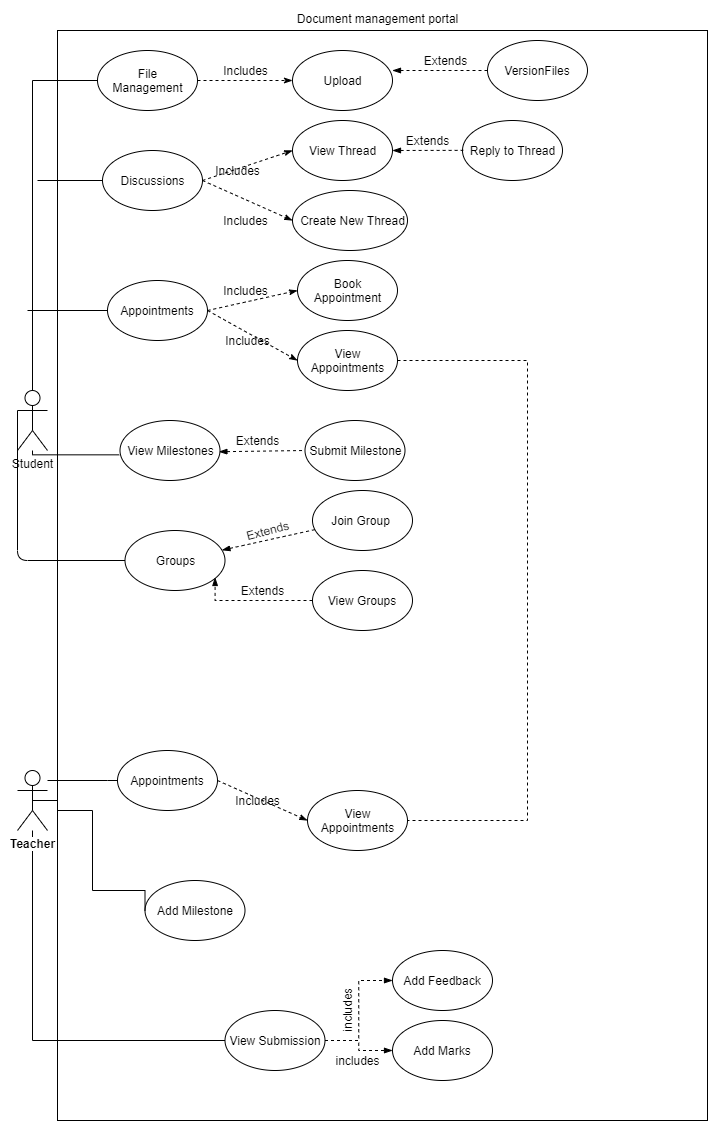 Document management portal
File
Management
Includes
Upload
Extends
VersionFiles
Discussions
Includes
View Thread
Extends
Reply to Thread
Includes
Create New Thread
Appointments
Includes
Book
Appointment
Includes
View
Appointments
Student
View Milestones
Extends
Submit Milestone
Groups
Extends
Join Group
Extends
View Groups
Teacher
Appointments
Includes
View
Appointments
Add Milestone
View Submission
includes
Add Feedback
includes
Add Marks